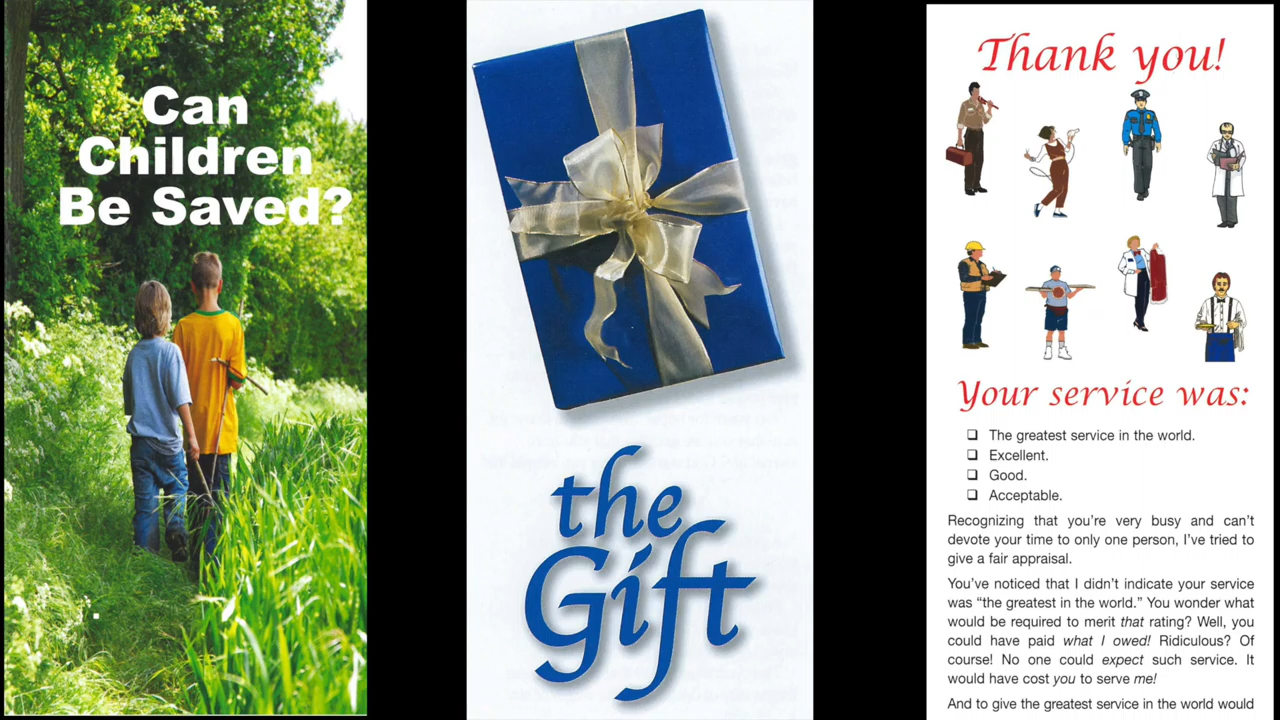 Can
Children
Be Saved?
the
Gift
Thank you!
Your service was:
❑ The greatest service in the world.
❑ Excellent.
❑ Good.
❑ Acceptable.
Recognizing that you're very busy and can't
devote your time to only one person, I've tried to
give a fair appraisal.
You've noticed that I didn't indicate your service
was “the greatest in the world.” You wonder what
would be required to merit that rating? Well, you
could have paid what I owed! Ridiculous? Of
course! No one could expect such service. It
would have cost you to serve me!
And to give the greatest service in the world would